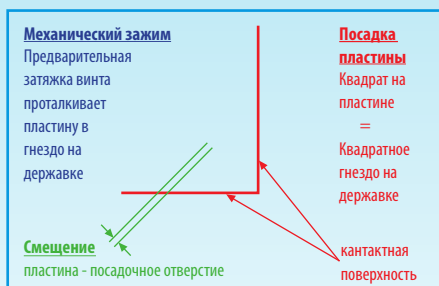 Механический зажим
Предварительная
затяжка винта
проталкивает
пластину в
гнездо на
державке
Посадка
пластины
Квадрат на
пластине
=
Квадратное
гнездо на
державке
Смещение
пластина - посадочное отверстие
кантактная
поверхность